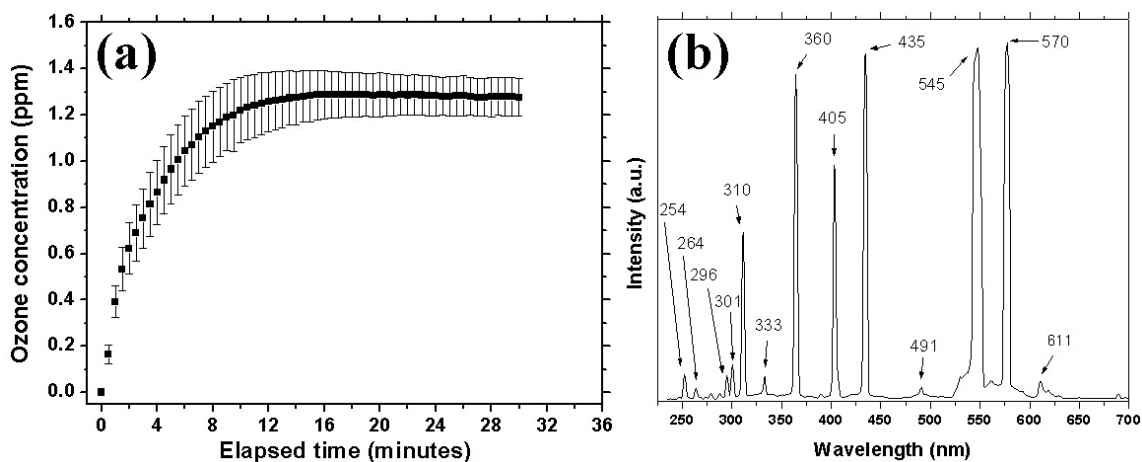 (a)
Ozone concentration (ppm)
1.6
1.4
1.2
1.0
0.8
0.6
0.4
0.2
0.0
0 4 8 12 16 20 24 28 32 36
Elapsed time (minutes)
(b)
Intensity (a.u.)
254
264
296
301
310
333
360
405
435
491
545
570
611
250 300 350 400 450 500 550 600 650 700
Wavelength (nm)